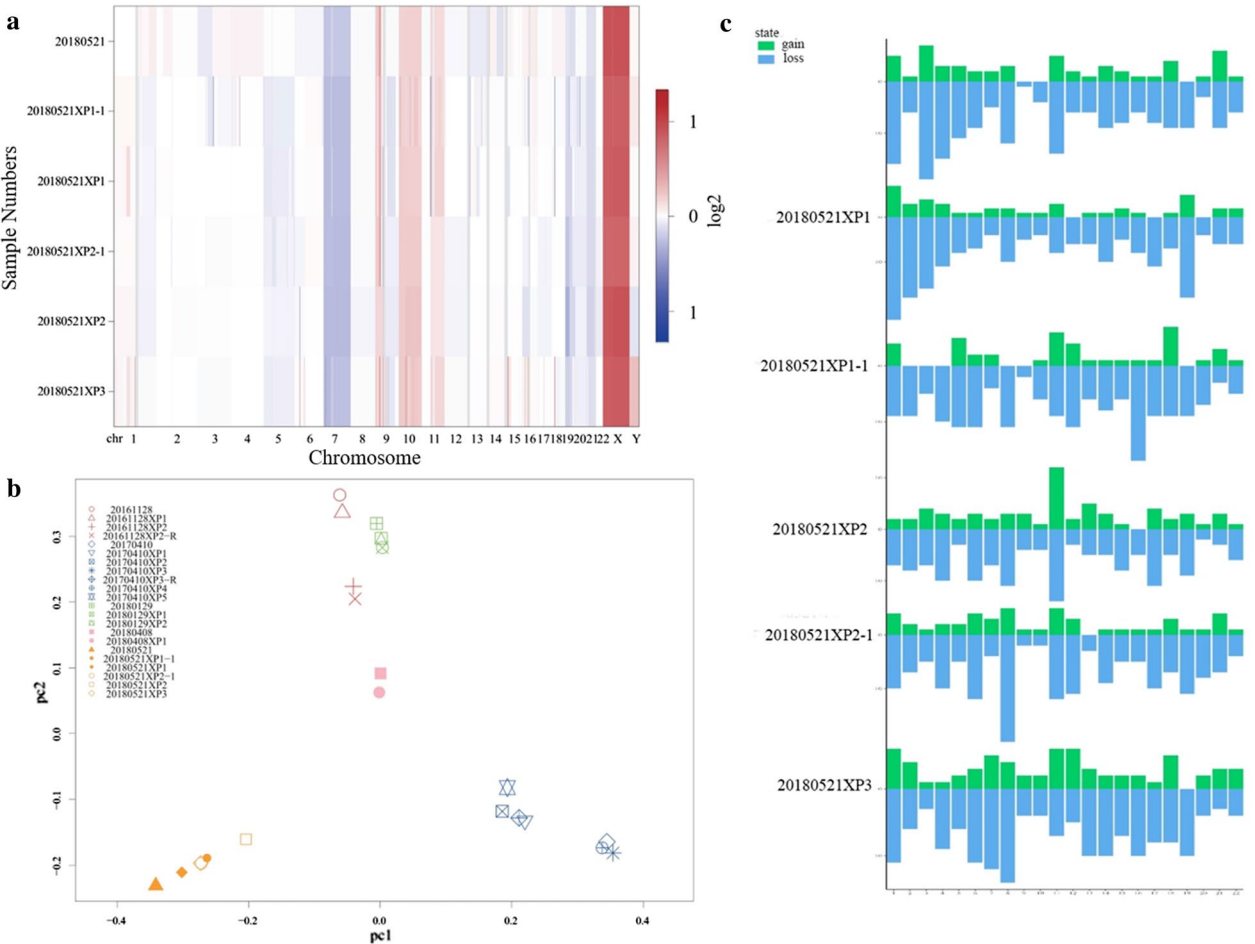 a
Sample Numbers
20180521
20180521XP1-1
20180521XP1
20180521XP2-1
20180521XP2
20180521XP3
chr 1 2 3 4 5 6 7 8 9 10 11 12 13 14 15 16 17 18 19 20 21 22 X Y
Chromosome
1
0
1
log2
b
20161128
20161128XP1
20161128XP2
20161128XP2-R
20170410
20170410XP1
20170410XP2
20170410XP3
20170410XP3-R
20170410XP4
20170410XP5
20180129
20180129XP1
20180129XP2
20180408
20180408XP1
20180521
20180521XP1-1
20180521XP1
20180521XP2-1
20180521XP2
20180521XP3
pc2
0.3
0.2
0.1
0.0
-0.1
-0.2
-0.4 -0.2 0.0 0.2 0.4
pc1
c
state
gain
loss
20180521XP1
20180521XP1-1
20180521XP2
20180521XP2-1
20180521XP3